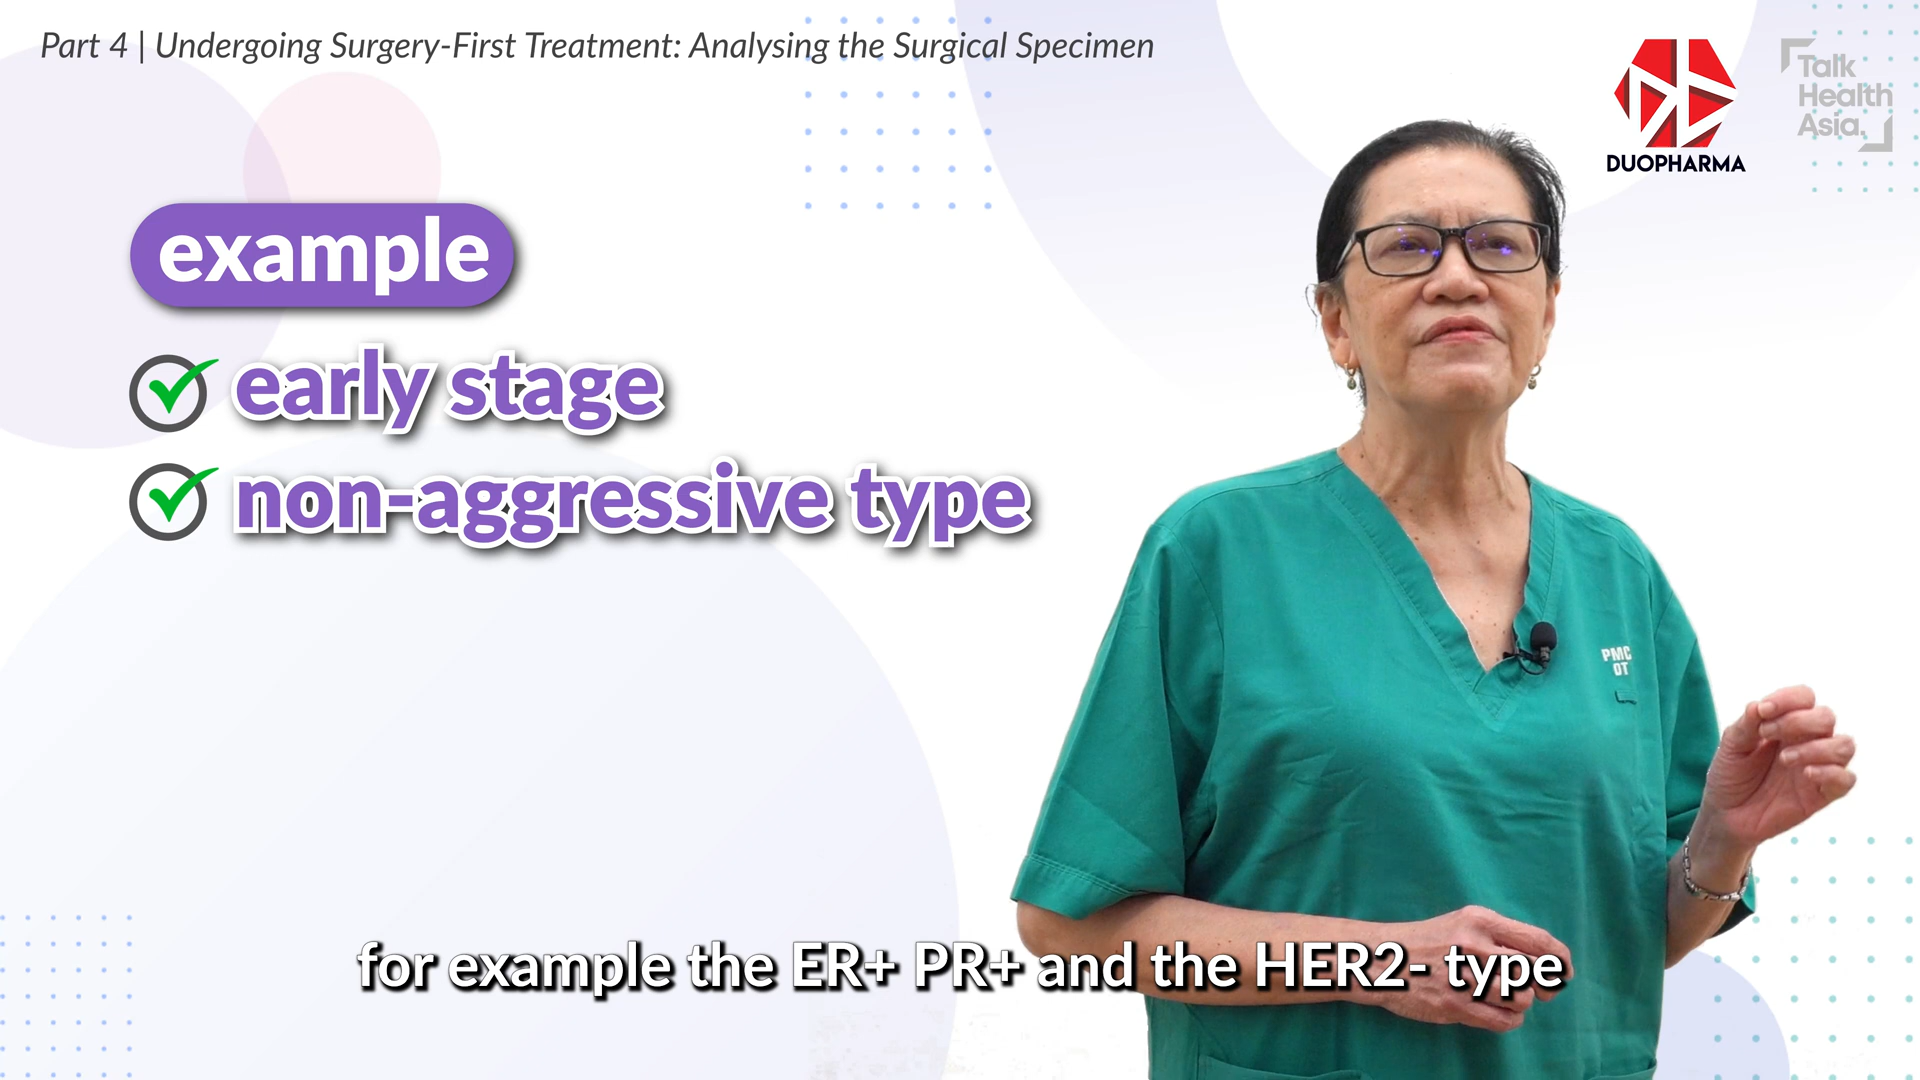 Part 4 | Undergoing Surgery-First Treatment: Analysing the Surgical Specimen
DUOPHARMA
Talk
Health
Asia.
example
early stage
non-aggressive type
PMC
OT
for example the ER+ PR+ and the HER2- type